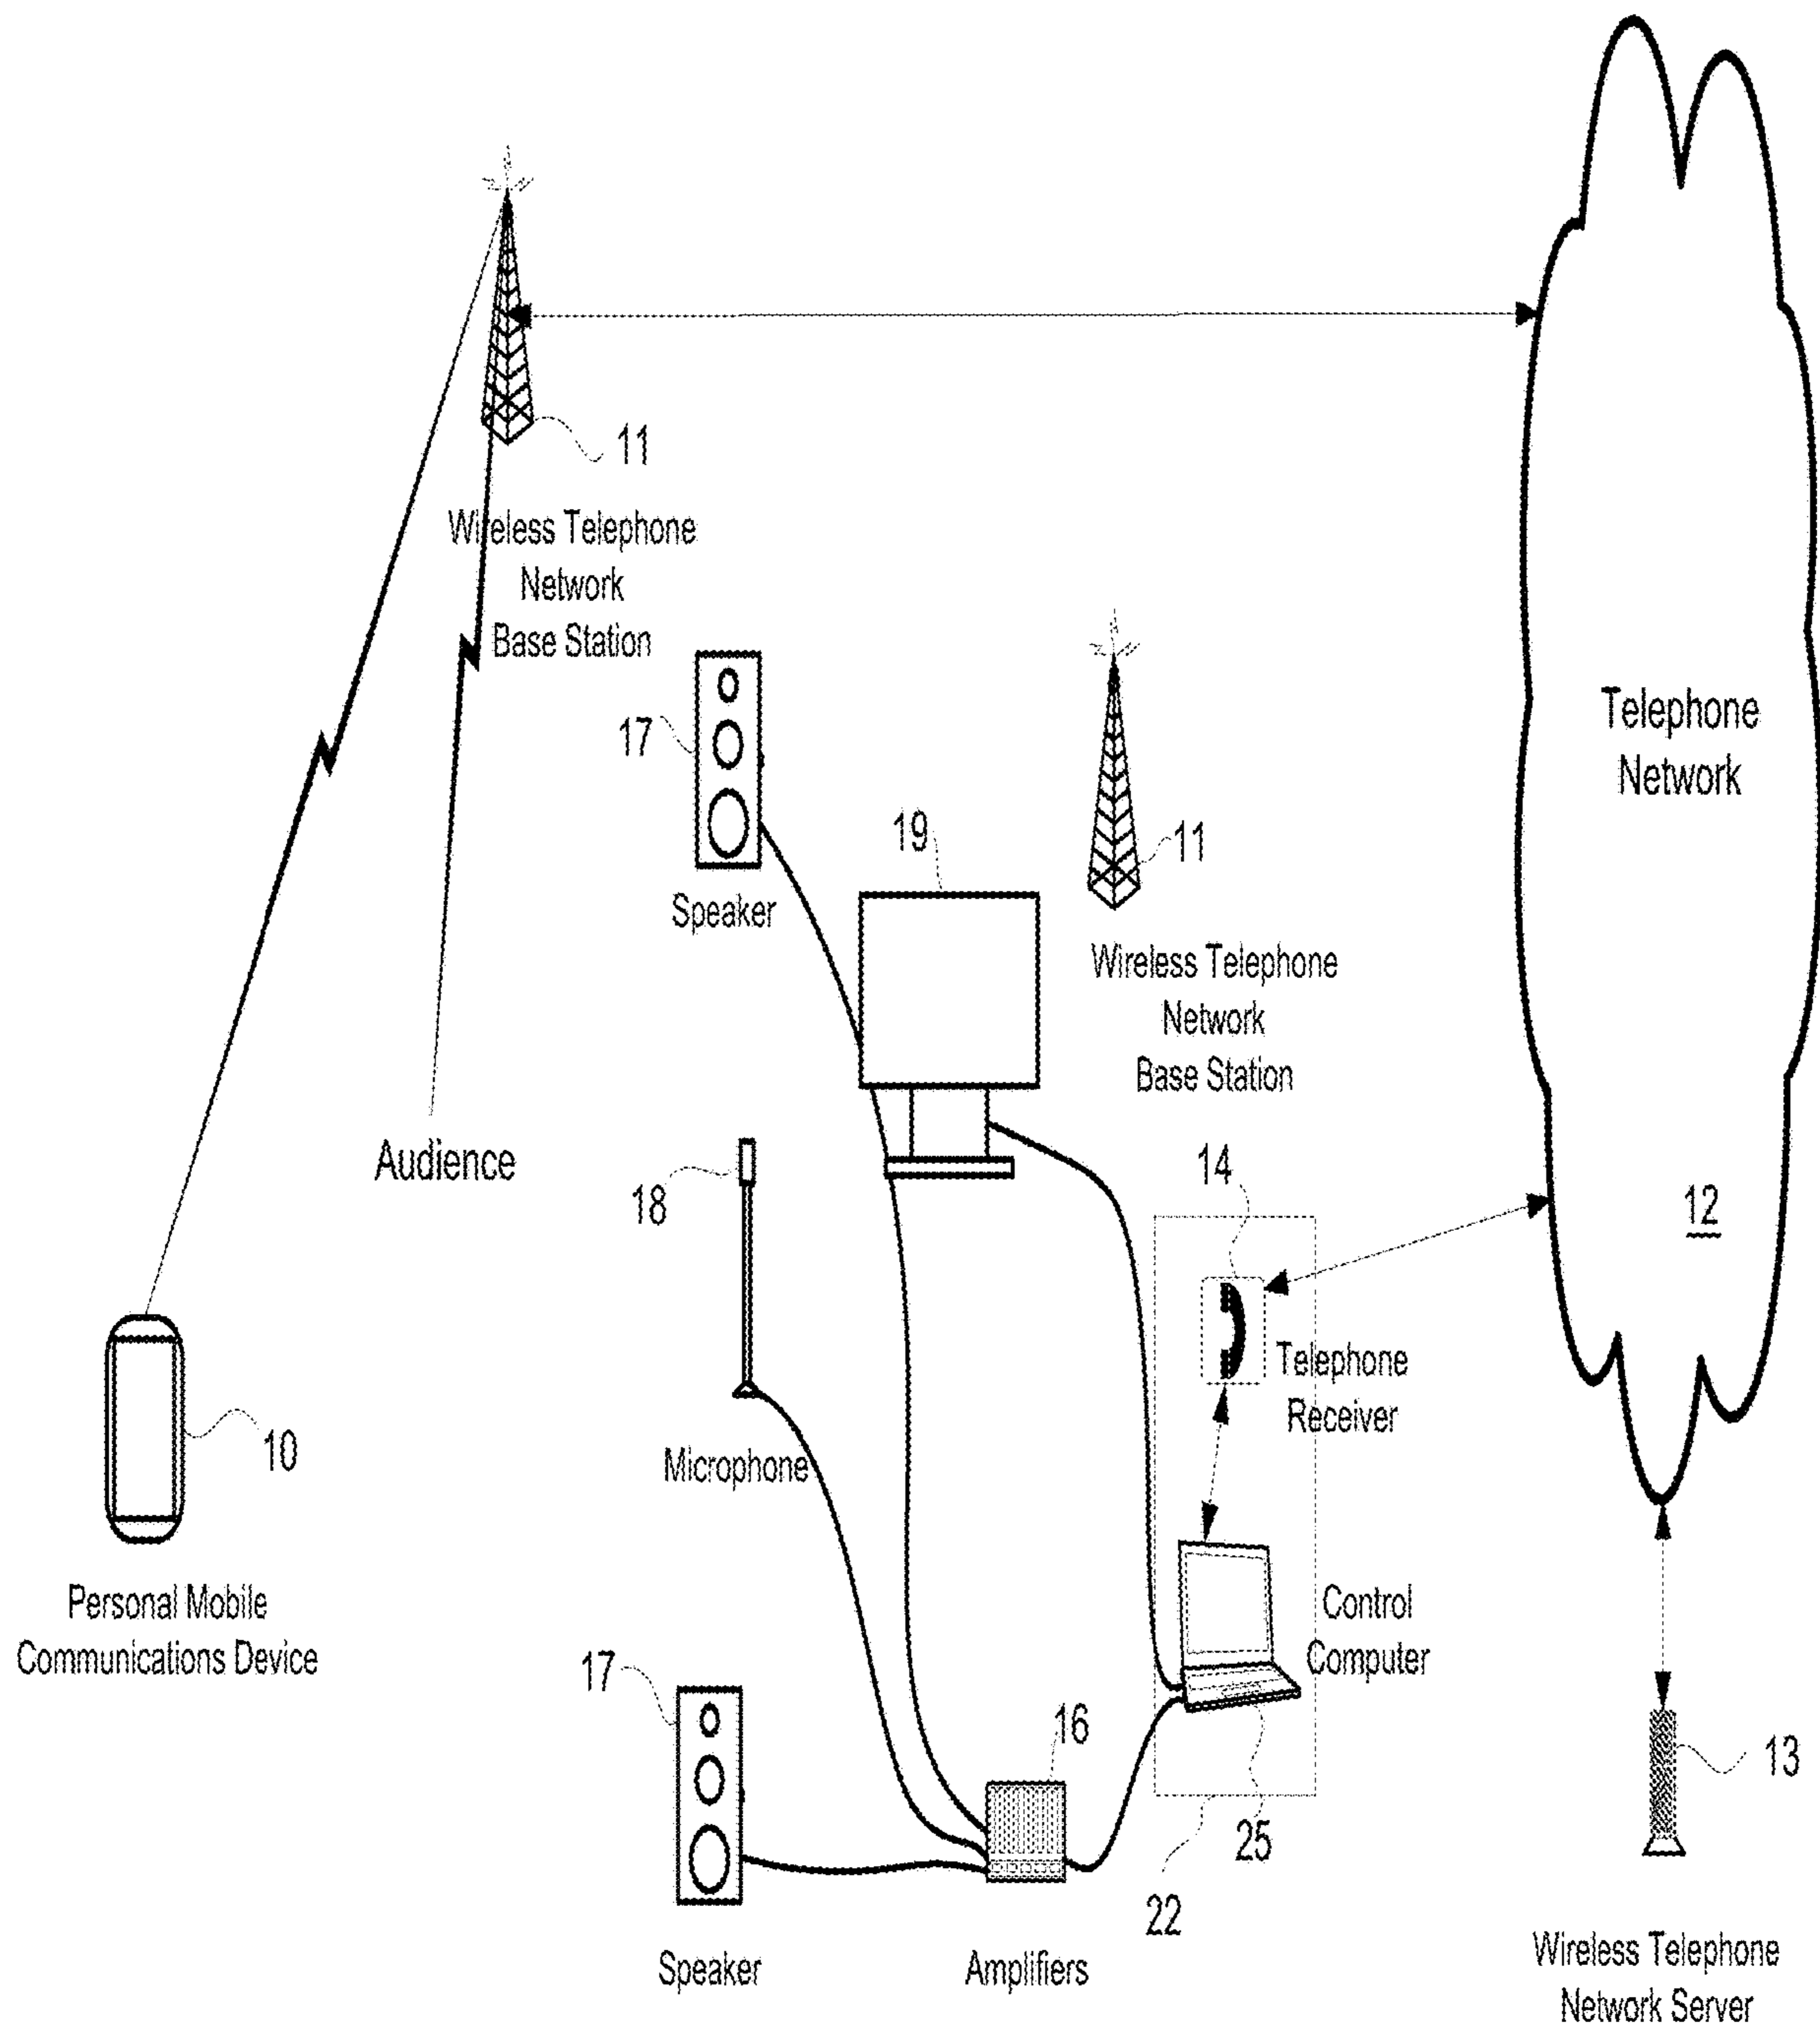 11
Wireless Telephone
Network
Base Station
17
Speaker
19
11
Wireless Telephone
Network
Base Station
Telephone
Network
12
Audience
18
Microphone
14
Telephone
Receiver
10
Personal Mobile
Communications Device
17
Speaker
16
Amplifiers
Control
Computer
25
22
13
Wireless Telephone
Network Server